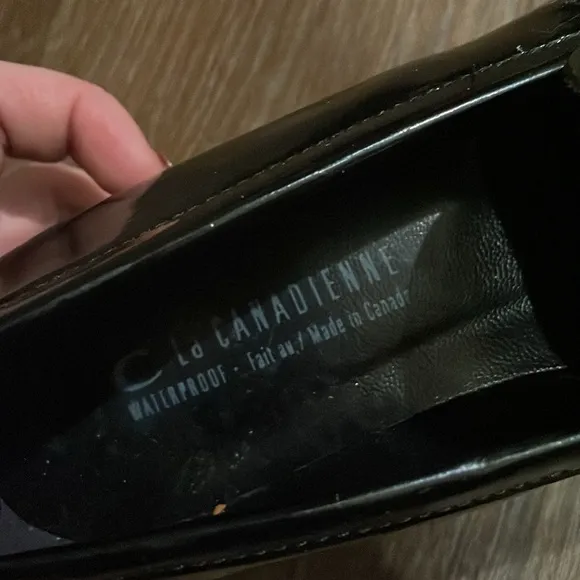 La CANADIENNE
WATERPROOF - Fait au / Made in Canada